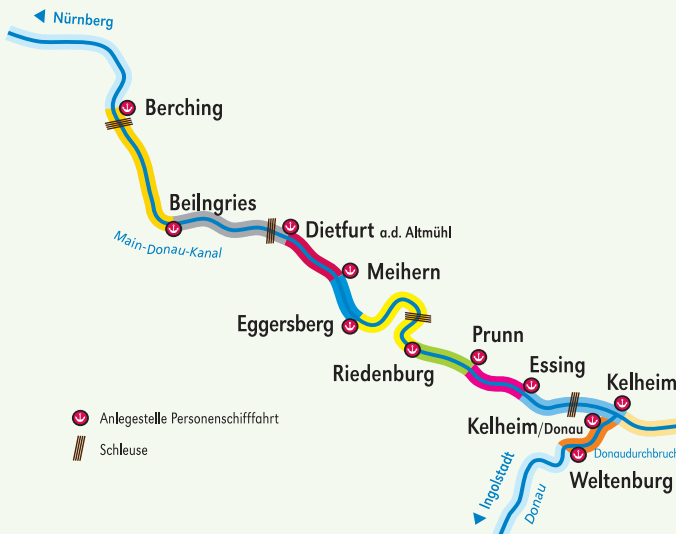 Nürnberg
Berching
Beilngries
Main-Donau-Kanal
Dietfurt a.d. Altmühl
Meihern
Eggersberg
Prunn
Riedenburg
Essing
Kelheim
Anlegestelle Personenschifffahrt
Kelheim/Donau
Schleuse
Donaudurchbruch
Ingolstadt
Donau
Weltenburg